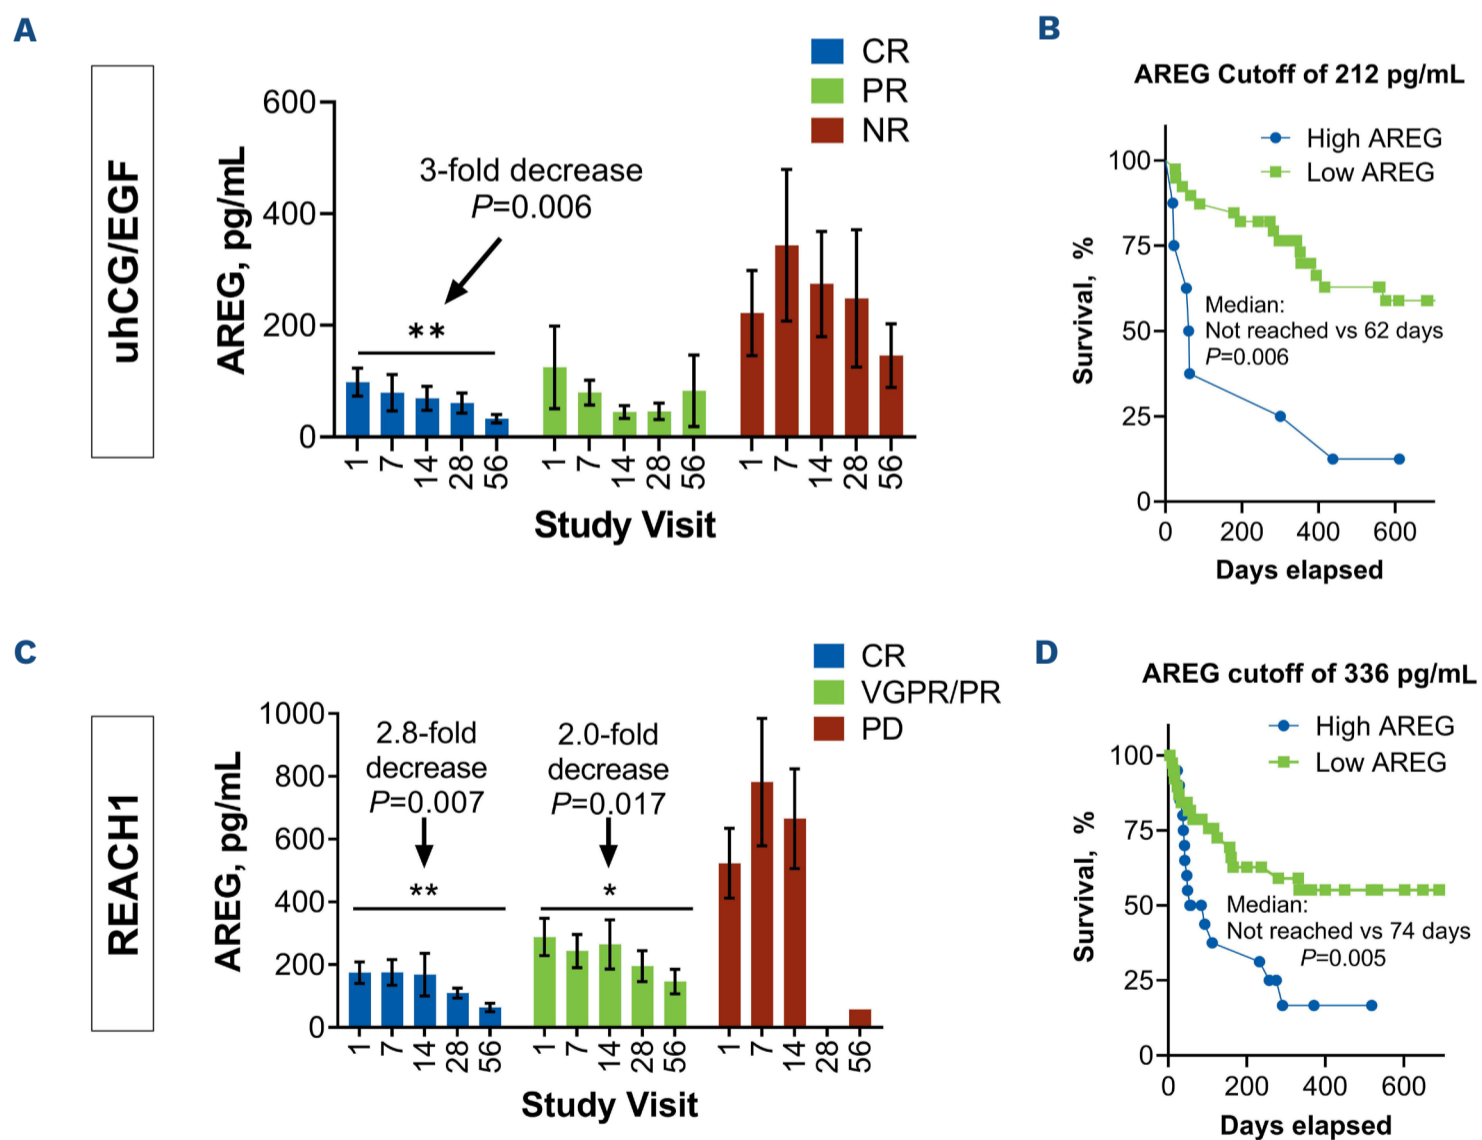 A
uhCG/EGF
CR
PR
NR
AREG, pg/mL
600
400
200
0
3-fold decrease
P=0.006
**
1 7 14 28 56 1 7 14 28 56 1 7 14 28 56
Study Visit
B
AREG Cutoff of 212 pg/mL
High AREG
Low AREG
Survival, %
100
75
50
25
0
Median:
Not reached vs 62 days
P=0.006
0 200 400 600
Days elapsed
C
REACH1
CR
VGPR/PR
PD
AREG, pg/mL
1000
800
600
400
200
0
2.8-fold
decrease
P=0.007
**
2.0-fold
decrease
P=0.017
*
1 7 14 28 56 1 7 14 28 56 1 7 14 28 56
Study Visit
D
AREG cutoff of 336 pg/mL
High AREG
Low AREG
Survival, %
100
75
50
25
0
Median:
Not reached vs 74 days
P=0.005
0 200 400 600
Days elapsed